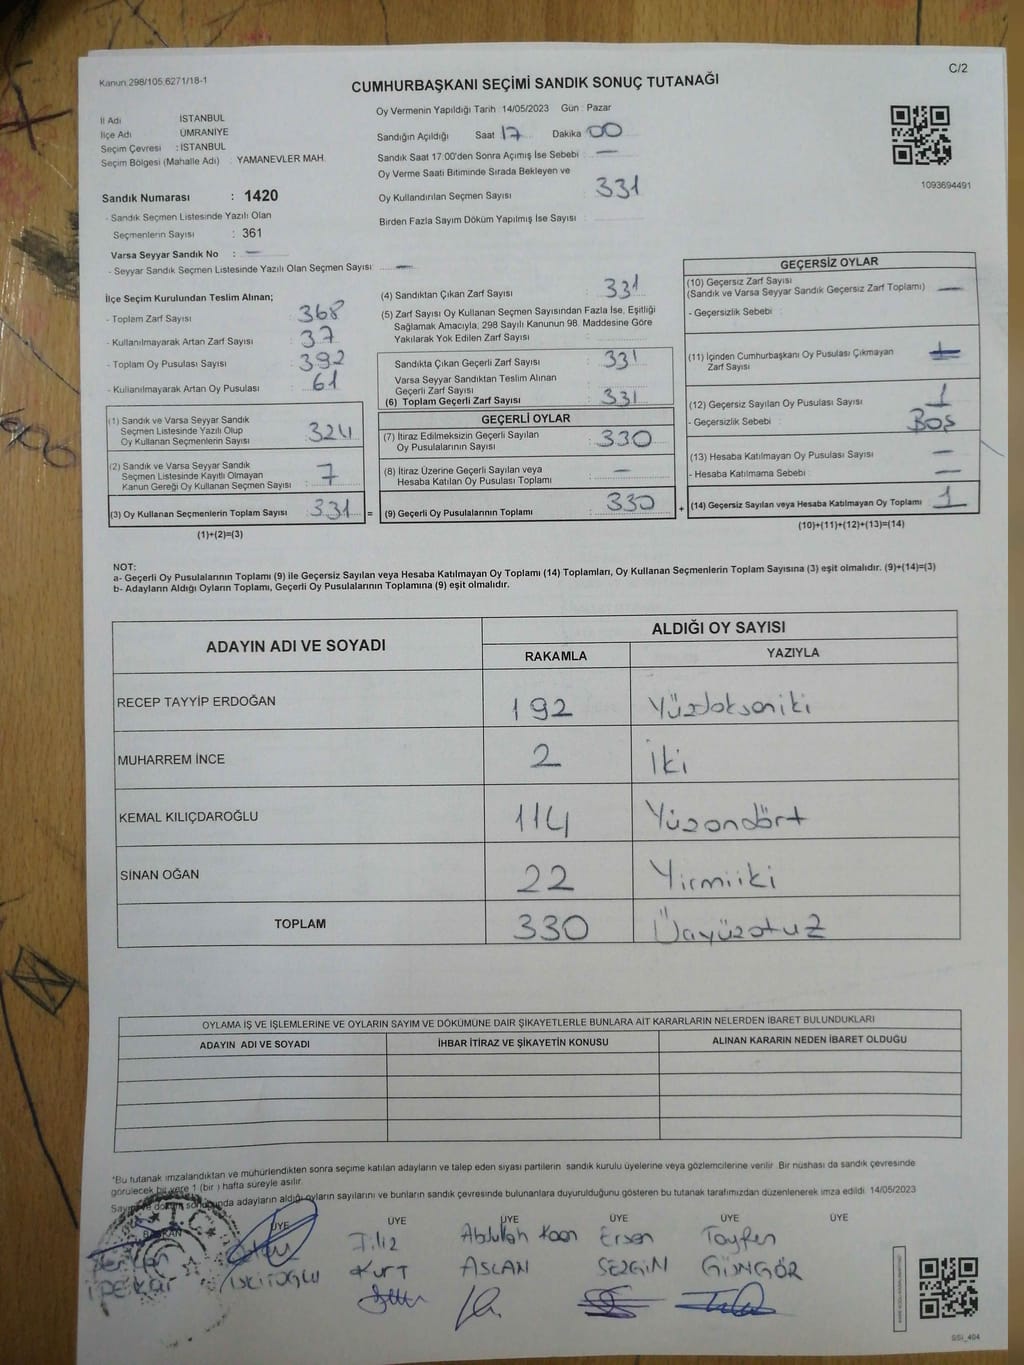 Kanun 298/105 6271/18-1
C/2
CUMHURBAŞKANI SEÇİMİ SANDIK SONUÇ TUTANAĞI
İl Adı İSTANBUL
İlçe Adı ÜMRANİYE
Seçim Çevresi : İSTANBUL
Seçim Bölgesi (Mahalle Adı) : YAMANEVLER MAH.
Sandık Numarası : 1420
- Sandık Seçmen Listesinde Yazılı Olan
Seçmenlerin Sayısı : 361
Varsa Seyyar Sandık No : —
- Seyyar Sandık Seçmen Listesinde Yazılı Olan Seçmen Sayısı: —
Oy Vermenin Yapıldığı Tarih : 14/05/2023 Gün : Pazar
Sandığın Açıldığı Saat 17 Dakika 00
Sandık Saat 17:00'den Sonra Açımış İse Sebebi : —
Oy Verme Saati Bitiminde Sırada Bekleyen ve
Oy Kullandırılan Seçmen Sayısı : 331
Birden Fazla Sayım Döküm Yapılmış İse Sayısı :
1093694491
İlçe Seçim Kurulundan Teslim Alınan;
- Toplam Zarf Sayısı : 368
- Kullanılmayarak Artan Zarf Sayısı : 37
- Toplam Oy Pusulası Sayısı : 392
- Kullanılmayarak Artan Oy Pusulası : 61
(1) Sandık ve Varsa Seyyar Sandık
Seçmen Listesinde Yazılı Olup
Oy Kullanan Seçmenlerin Sayısı : 324
(2) Sandık ve Varsa Seyyar Sandık
Seçmen Listesinde Kayıtlı Olmayan
Kanun Gereği Oy Kullanan Seçmen Sayısı : 7
(3) Oy Kullanan Seçmenlerin Toplam Sayısı : 331 =
(1)+(2)=(3)
(4) Sandıktan Çıkan Zarf Sayısı : 331
(5) Zarf Sayısı Oy Kullanan Seçmen Sayısından Fazla İse, Eşitliği
Sağlamak Amacıyla, 298 Sayılı Kanunun 98. Maddesine Göre
Yakılarak Yok Edilen Zarf Sayısı :
Sandıkta Çıkan Geçerli Zarf Sayısı : 331
Varsa Seyyar Sandıktan Teslim Alınan
Geçerli Zarf Sayısı :
(6) Toplam Geçerli Zarf Sayısı : 331
GEÇERLİ OYLAR
(7) İtiraz Edilmeksizin Geçerli Sayılan
Oy Pusulalarının Sayısı : 330
(8) İtiraz Üzerine Geçerli Sayılan veya
Hesaba Katılan Oy Pusulası Toplamı : —
(9) Geçerli Oy Pusulalarının Toplamı : 330 +
GEÇERSİZ OYLAR
(10) Geçersiz Zarf Sayısı
(Sandık ve Varsa Seyyar Sandık Geçersiz Zarf Toplamı) : —
- Geçersizlik Sebebi :
(11) İçinden Cumhurbaşkanı Oy Pusulası Çıkmayan
Zarf Sayısı
(12) Geçersiz Sayılan Oy Pusulası Sayısı : 1
- Geçersizlik Sebebi : Boş
(13) Hesaba Katılmayan Oy Pusulası Sayısı : —
- Hesaba Katılmama Sebebi : —
(14) Geçersiz Sayılan veya Hesaba Katılmayan Oy Toplamı : 1
(10)+(11)+(12)+(13)=(14)
NOT:
a- Geçerli Oy Pusulalarının Toplamı (9) ile Geçersiz Sayılan veya Hesaba Katılmayan Oy Toplamı (14) Toplamları, Oy Kullanan Seçmenlerin Toplam Sayısına (3) eşit olmalıdır. (9)+(14)=(3)
b- Adayların Aldığı Oyların Toplamı, Geçerli Oy Pusulalarının Toplamına (9) eşit olmalıdır.
ADAYIN ADI VE SOYADI
ALDIĞI OY SAYISI
RAKAMLA YAZIYLA
RECEP TAYYİP ERDOĞAN 192 Yüzdoksaniki
MUHARREM İNCE 2 İki
KEMAL KILIÇDAROĞLU 114 Yüzondört
SİNAN OĞAN 22 Yirmiiki
TOPLAM 330 Üçyüzotuz
OYLAMA İŞ VE İŞLEMLERİNE VE OYLARIN SAYIM VE DÖKÜMÜNE DAİR ŞİKAYETLERLE BUNLARA AİT KARARLARIN NELERDEN İBARET BULUNDUKLARI
ADAYIN ADI VE SOYADI İHBAR İTİRAZ VE ŞİKAYETİN KONUSU ALINAN KARARIN NEDEN İBARET OLDUĞU
*Bu tutanak imzalandıktan ve mühürlendikten sonra seçime katılan adayların ve talep eden siyasi partilerin sandık kurulu üyelerine veya gözlemcilerine verilir. Bir nüshası da sandık çevresinde
görülecek bir yere 1 (bir ) hafta süreyle asılır.
Sayım ve döküm sonucunda adayların aldığı oyların sayılarını ve bunların sandık çevresinde bulunanlara duyurulduğunu gösteren bu tutanak tarafımızdan düzenlenerek imza edildi. 14/05/2023
BAŞKAN ÜYE ÜYE ÜYE ÜYE ÜYE ÜYE
Filiz Abdullah Kaan Ersen Tayfen
KURT ASLAN SEZGİN GÜNGÖR
SSİ_404